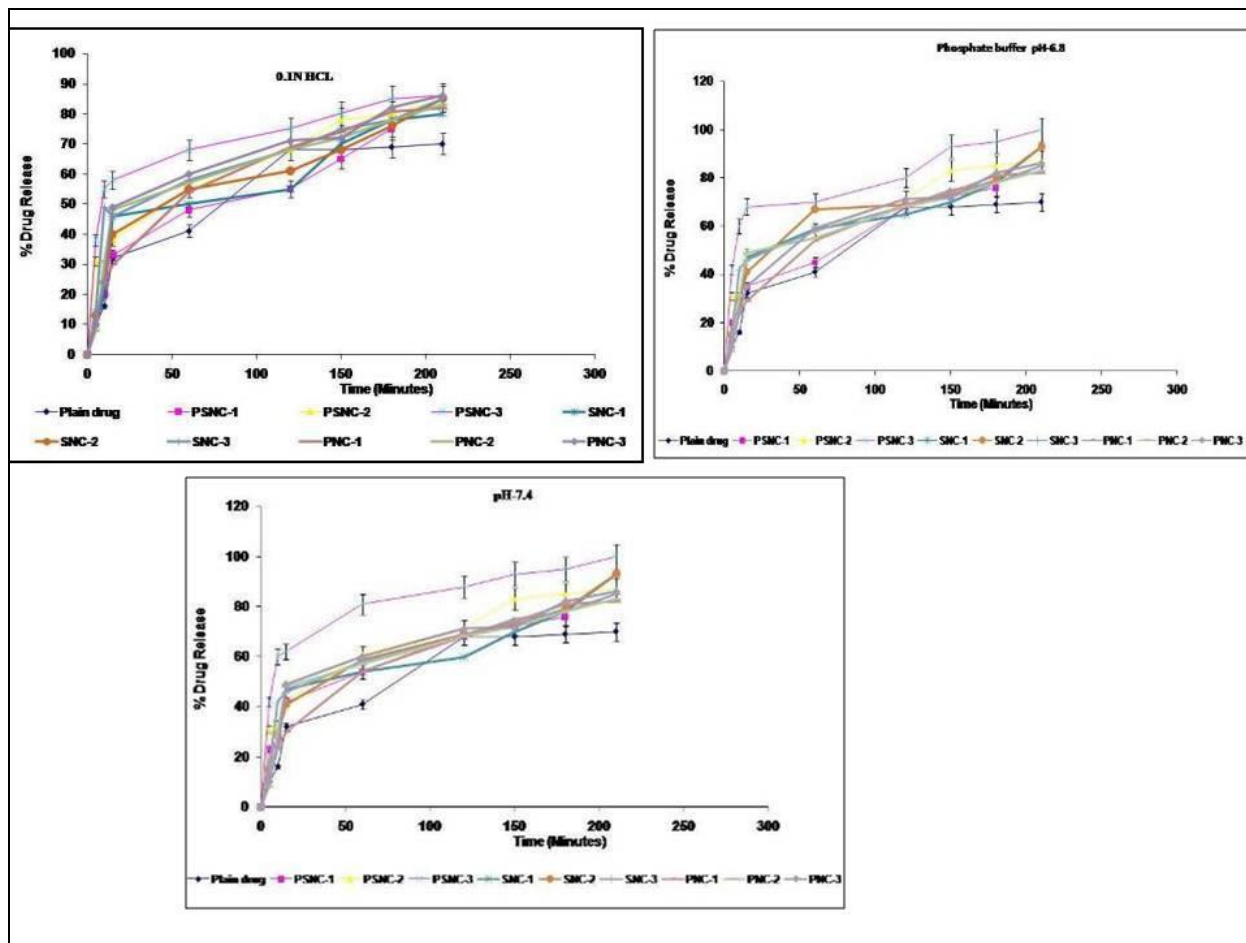 0.1N HCL
100
90
80
70
60
50
40
30
20
10
0
% Drug Release
0 50 100 150 200 250 300
Time (Minutes)
Plain drug PSNC-1 PSNC-2 PSNC-3 SNC-1
SNC-2 SNC-3 PNC-1 PNC-2 PNC-3
Phosphate buffer pH-6.8
120
100
80
60
40
20
0
% Drug Release
0 50 100 150 200 250 300
Time (Minutes)
Plain drug PSNC-1 PSNC-2 PSNC-3 SNC-1 SNC-2 SNC-3 PNC-1 PNC-2 PNC-3
pH-7.4
120
100
80
60
40
20
0
% Drug Release
0 50 100 150 200 250 300
Time (Minutes)
Plain drug PSNC-1 PSNC-2 PSNC-3 SNC-1 SNC-2 SNC-3 PNC-1 PNC-2 PNC-3